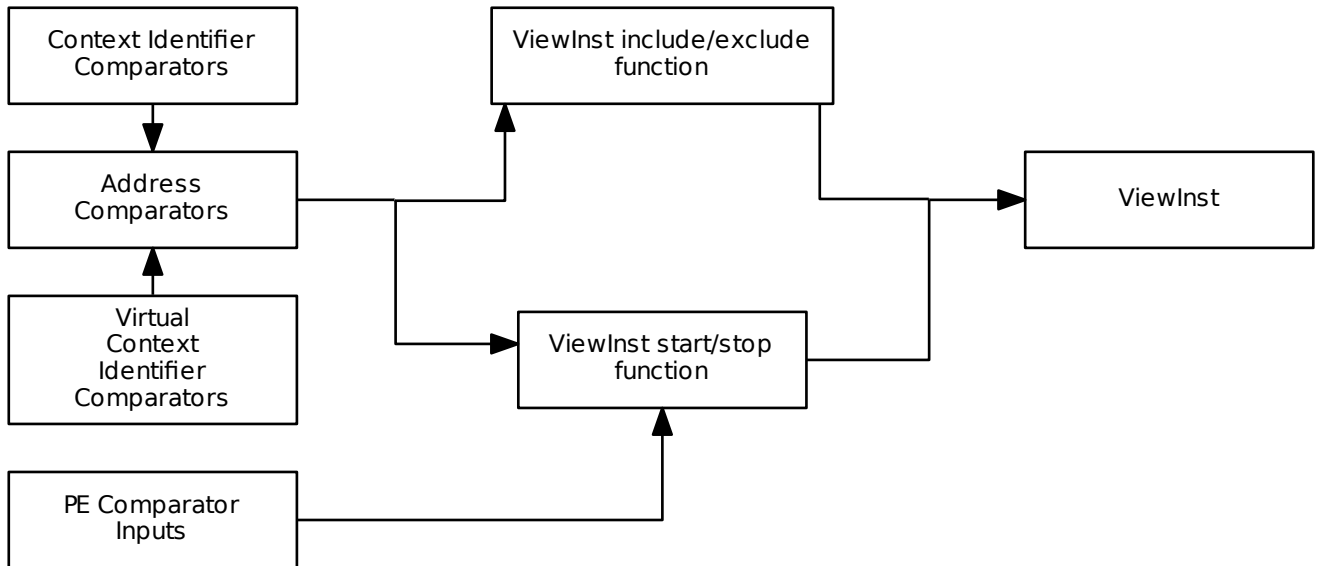 Context Identifier
Comparators
ViewInst include/exclude
function
Address
Comparators
ViewInst
Virtual
Context
Identifier
Comparators
ViewInst start/stop
function
PE Comparator
Inputs